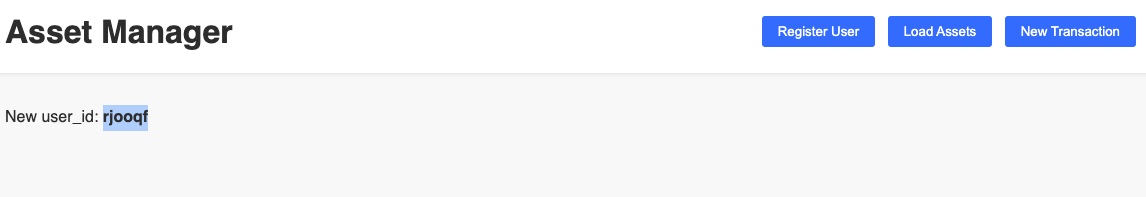 Asset Manager
Register User
Load Assets
New Transaction
New user_id: rjooqf